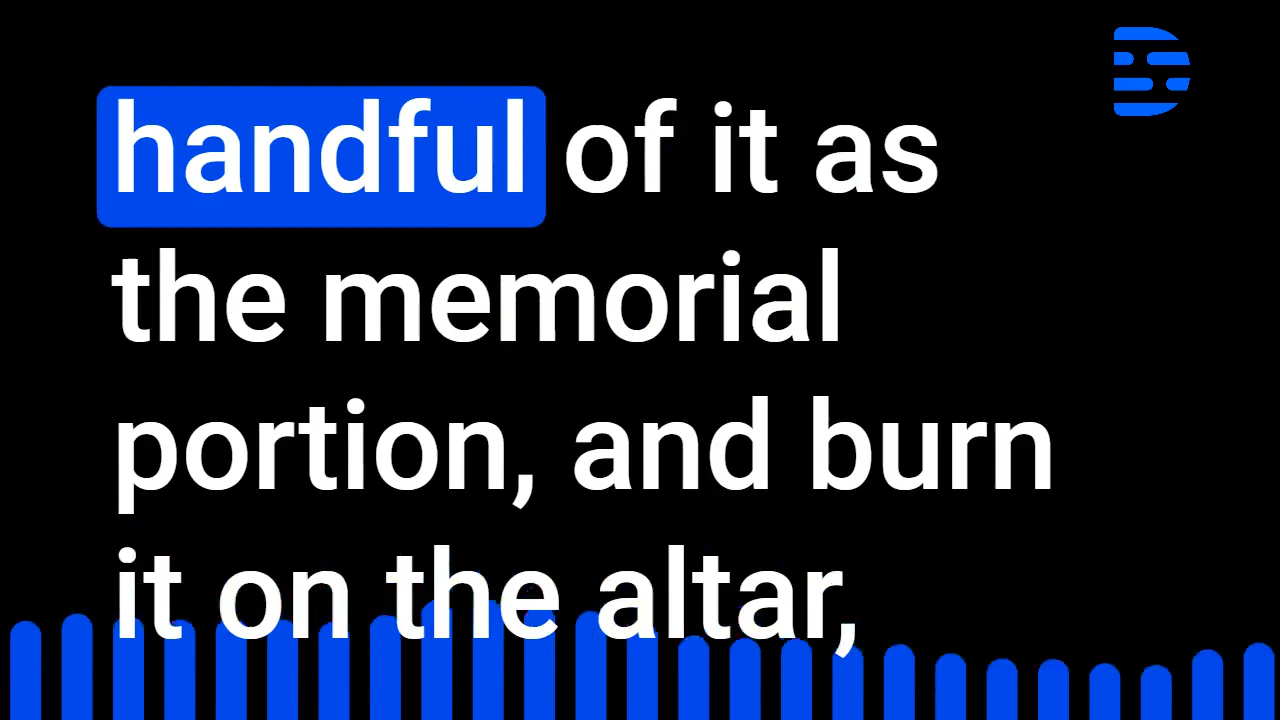 handful of it as
the memorial
portion, and burn
it on the altar,